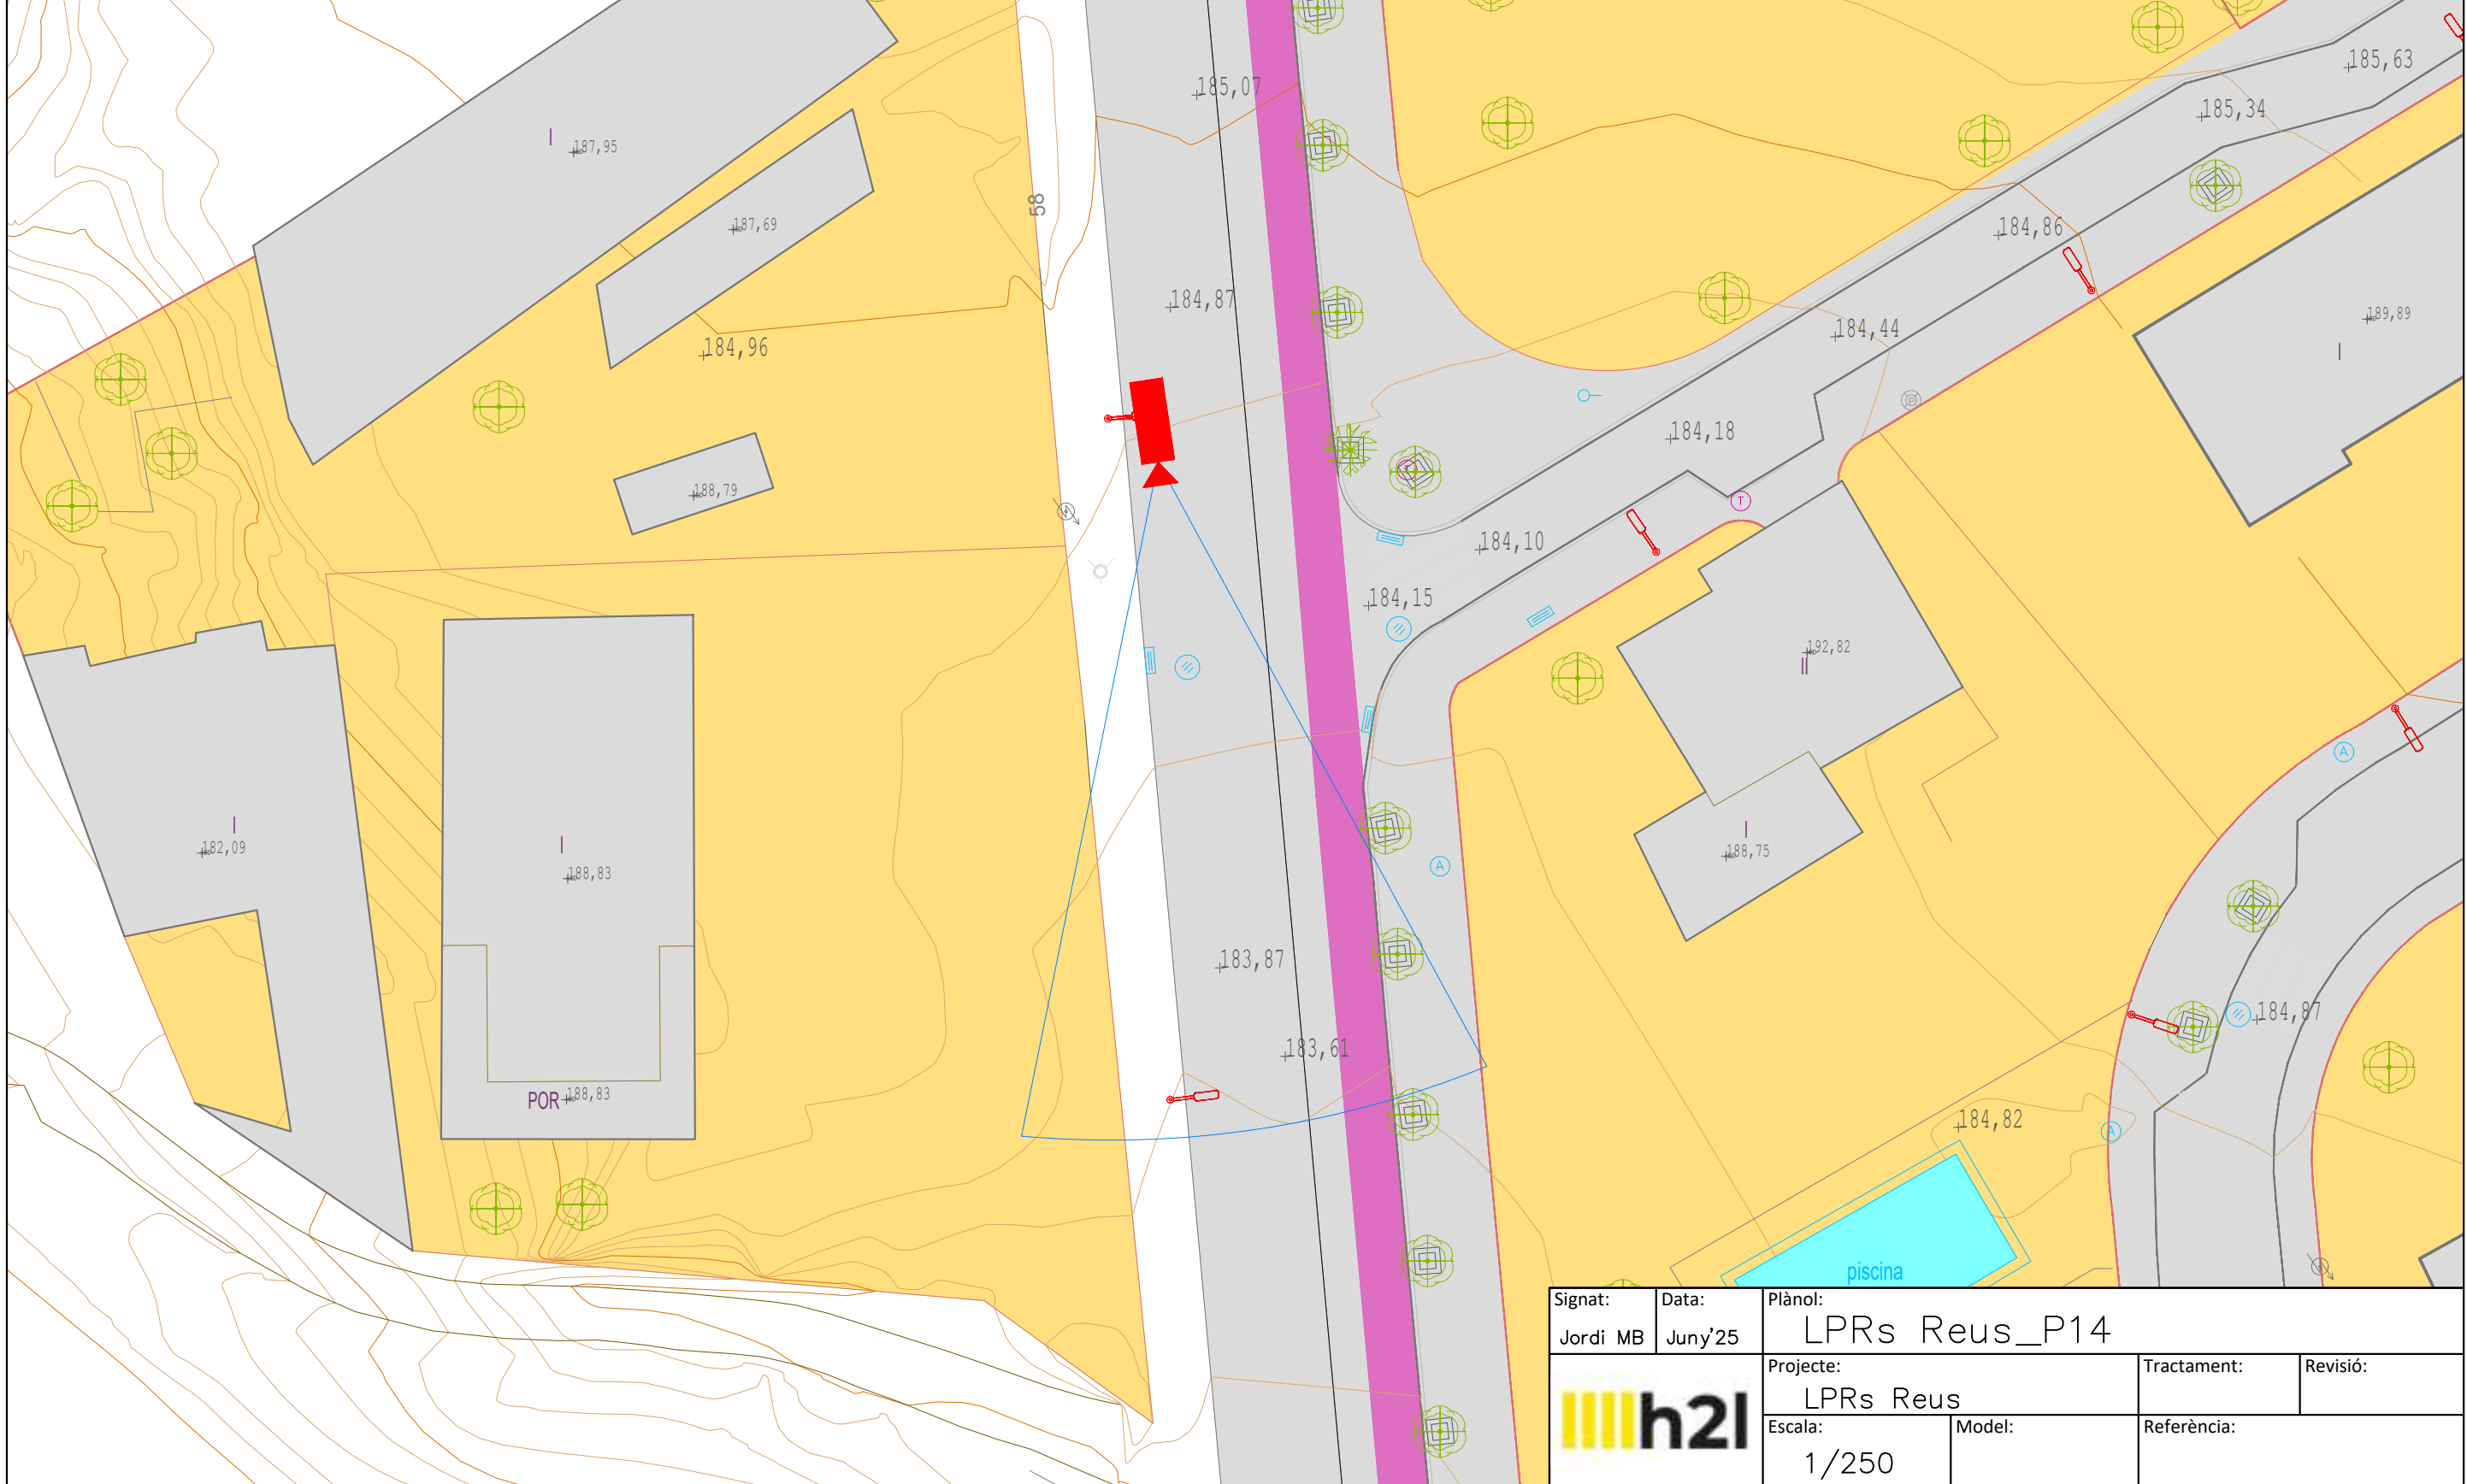 185,07
185,63
185,34
187,95
58
187,69
184,86
184,87
189,89
I
184,96
184,44
I
184,18
188,79
T
184,10
184,15
192,82
II
A
I
182,09
I
188,83
I
188,75
A
183,87
184,87
183,61
POR
188,83
184,82
A
piscina
Signat:
Jordi MB
Data:
Juny'25
Plànol:
LPRs Reus_P14
h2l
Projecte:
LPRs Reus
Tractament:
Revisió:
Escala:
1/250
Model:
Referència: